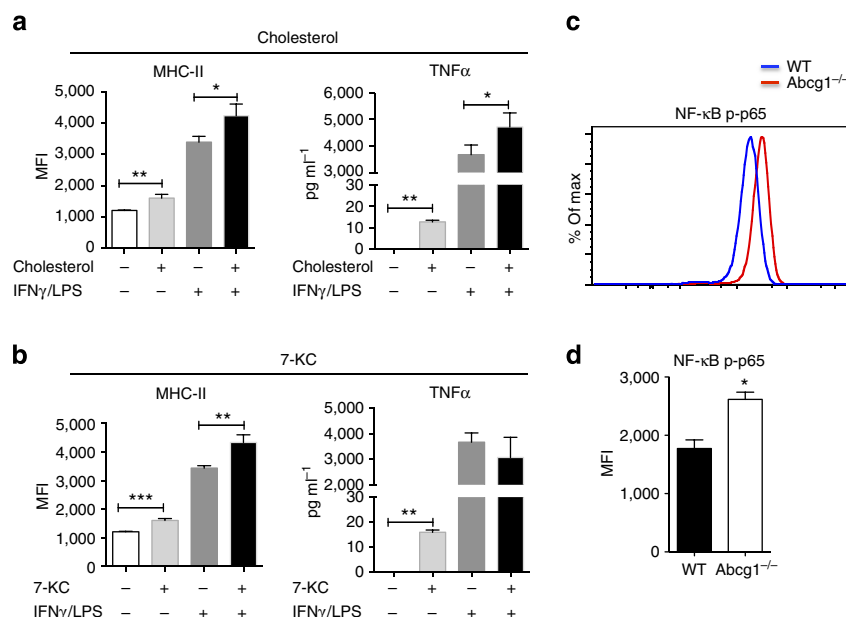 a
Cholesterol
MHC-II
5,000
4,000
3,000
2,000
1,000
0
MFI
*
**
Cholesterol – + – +
IFNγ/LPS – – + +
TNFα
5,000
4,000
3,000
30
20
10
0
pg ml⁻¹
*
**
Cholesterol – + – +
IFNγ/LPS – – + +
b
7-KC
MHC-II
5,000
4,000
3,000
2,000
1,000
0
MFI
**
***
7-KC – + – +
IFNγ/LPS – – + +
TNFα
5,000
4,000
3,000
2,000
30
20
10
0
pg ml⁻¹
**
7-KC – + – +
IFNγ/LPS – – + +
c
WT
Abcg1⁻/⁻
NF-κB p-p65
% Of max
d
NF-κB p-p65
3,000
2,000
1,000
0
MFI
*
WT Abcg1⁻/⁻